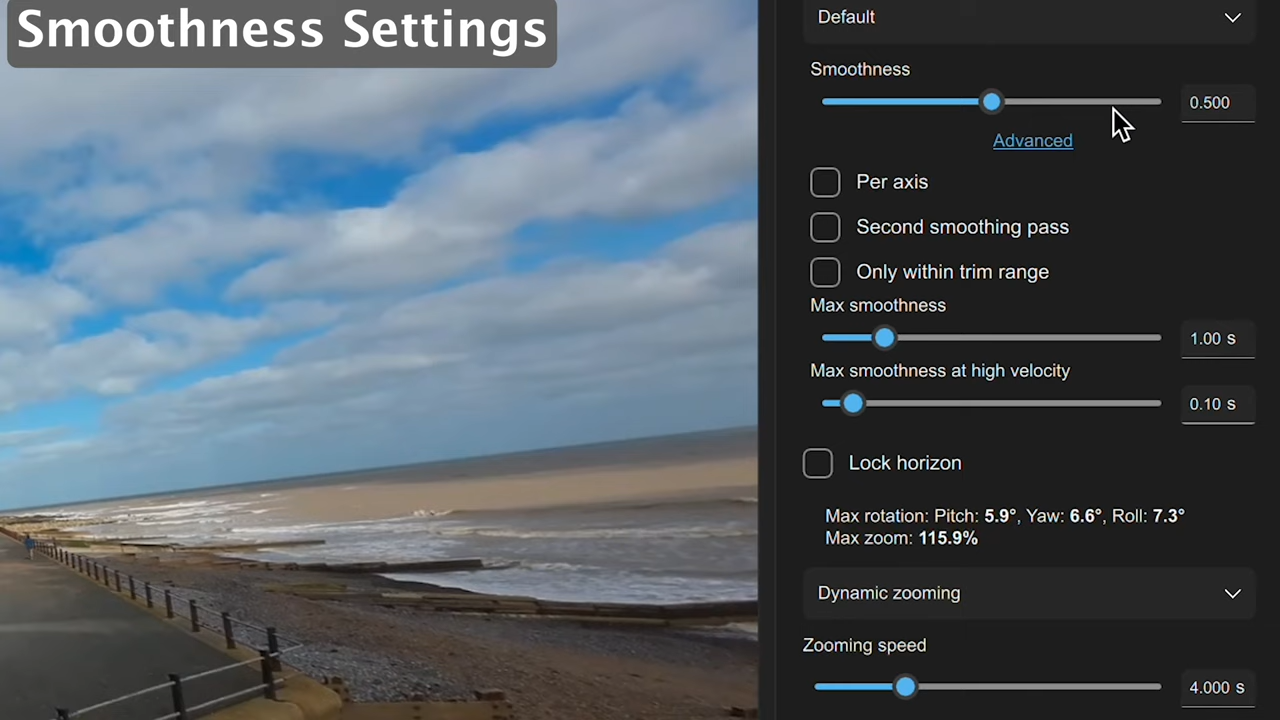 Smoothness Settings
Default
Smoothness
0.500
Advanced
Per axis
Second smoothing pass
Only within trim range
Max smoothness
1.00 s
Max smoothness at high velocity
0.10 s
Lock horizon
Max rotation: Pitch: 5.9°, Yaw: 6.6°, Roll: 7.3°
Max zoom: 115.9%
Dynamic zooming
Zooming speed
4.000 s